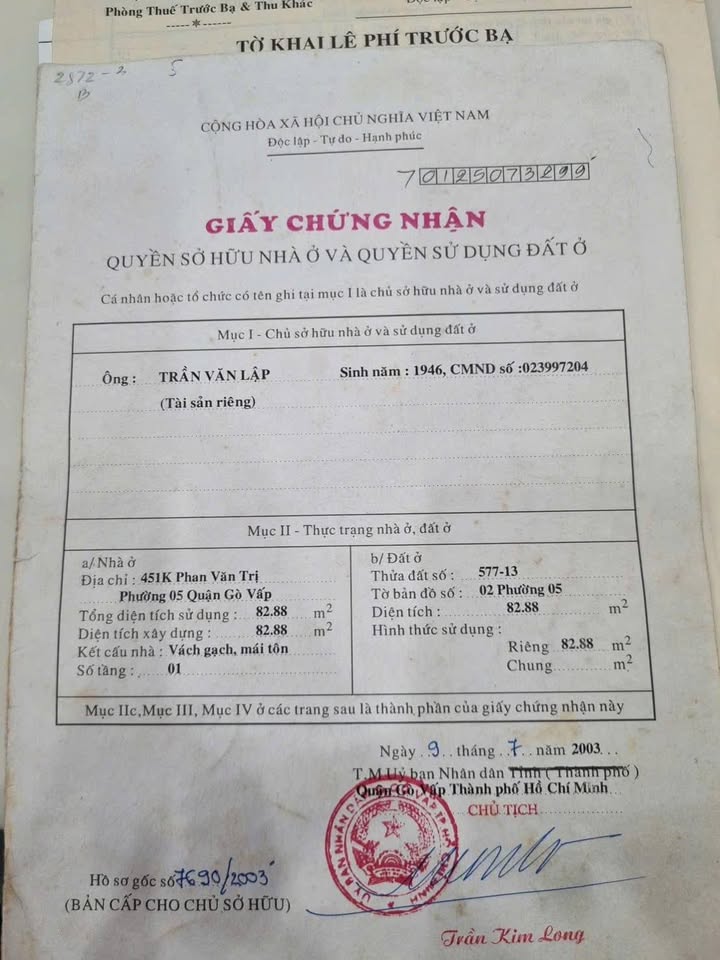 Phòng Thuế Trước Bạ & Thu Khác
-----*------
TỜ KHAI LỆ PHÍ TRƯỚC BẠ
2872-2 5
B
CỘNG HÒA XÃ HỘI CHỦ NGHĨA VIỆT NAM
Độc lập - Tự do - Hạnh phúc
70125073299
GIẤY CHỨNG NHẬN
QUYỀN SỞ HỮU NHÀ Ở VÀ QUYỀN SỬ DỤNG ĐẤT Ở
Cá nhân hoặc tổ chức có tên ghi tại mục I là chủ sở hữu nhà ở và sử dụng đất ở
Mục I - Chủ sở hữu nhà ở và sử dụng đất ở
Ông : TRẦN VĂN LẬP Sinh năm : 1946, CMND số :023997204
(Tài sản riêng)
Mục II - Thực trạng nhà ở, đất ở
a/ Nhà ở
Địa chỉ : 451K Phan Văn Trị
Phường 05 Quận Gò Vấp
Tổng diện tích sử dụng : 82.88 m2
Diện tích xây dựng : 82.88 m2
Kết cấu nhà : Vách gạch, mái tôn
Số tầng : 01
b/ Đất ở
Thửa đất số : 577-13
Tờ bản đồ số : 02 Phường 05
Diện tích : 82.88 m2
Hình thức sử dụng :
Riêng 82.88 m2
Chung m2
Mục IIc,Mục III, Mục IV ở các trang sau là thành phần của giấy chứng nhận này
Ngày 9 tháng 7 năm 2003
T.M Uỷ ban Nhân dân Tỉnh ( Thành phố )
Quận Gò Vấp Thành phố Hồ Chí Minh
CHỦ TỊCH
Hồ sơ gốc số 7690/2003
(BẢN CẤP CHO CHỦ SỞ HỮU)
Trần Kim Long